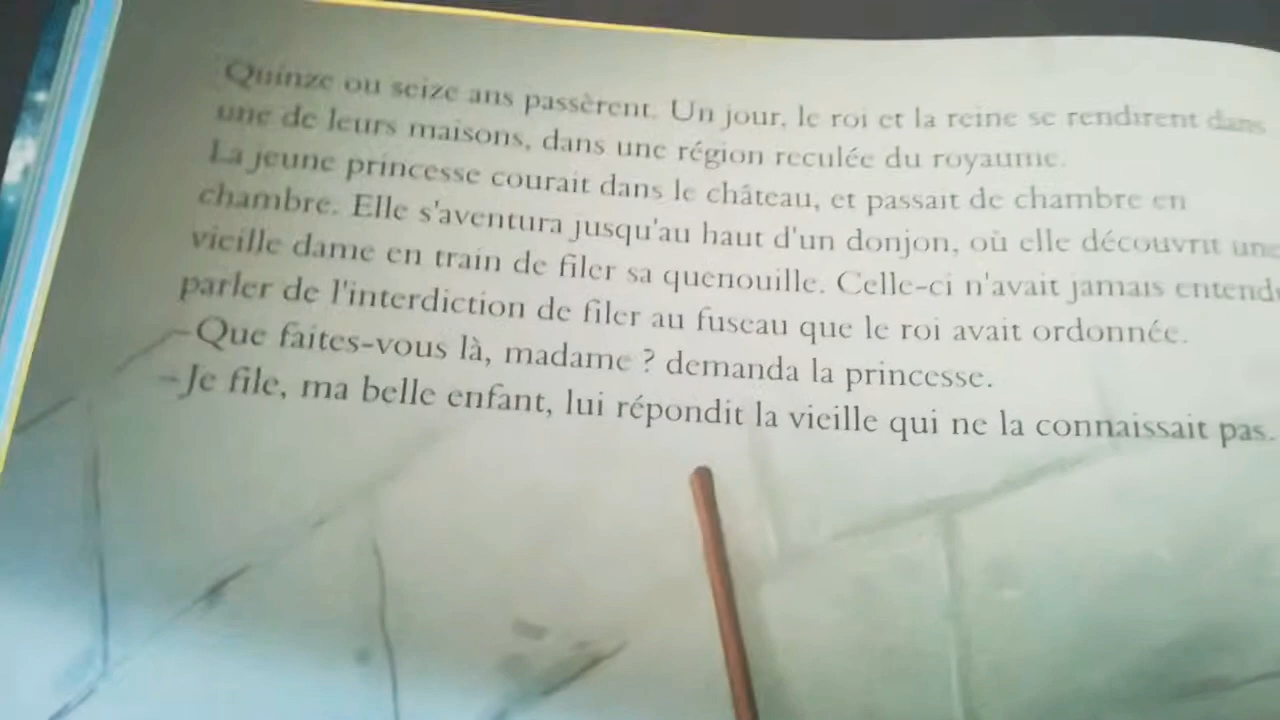 Quinze ou seize ans passèrent. Un jour, le roi et la reine se rendirent dans
une de leurs maisons, dans une région reculée du royaume.
La jeune princesse courait dans le château, et passait de chambre en
chambre. Elle s'aventura jusqu'au haut d'un donjon, où elle découvrit une
vieille dame en train de filer sa quenouille. Celle-ci n'avait jamais entendu
parler de l'interdiction de filer au fuseau que le roi avait ordonnée.
–Que faites-vous là, madame ? demanda la princesse.
–Je file, ma belle enfant, lui répondit la vieille qui ne la connaissait pas.